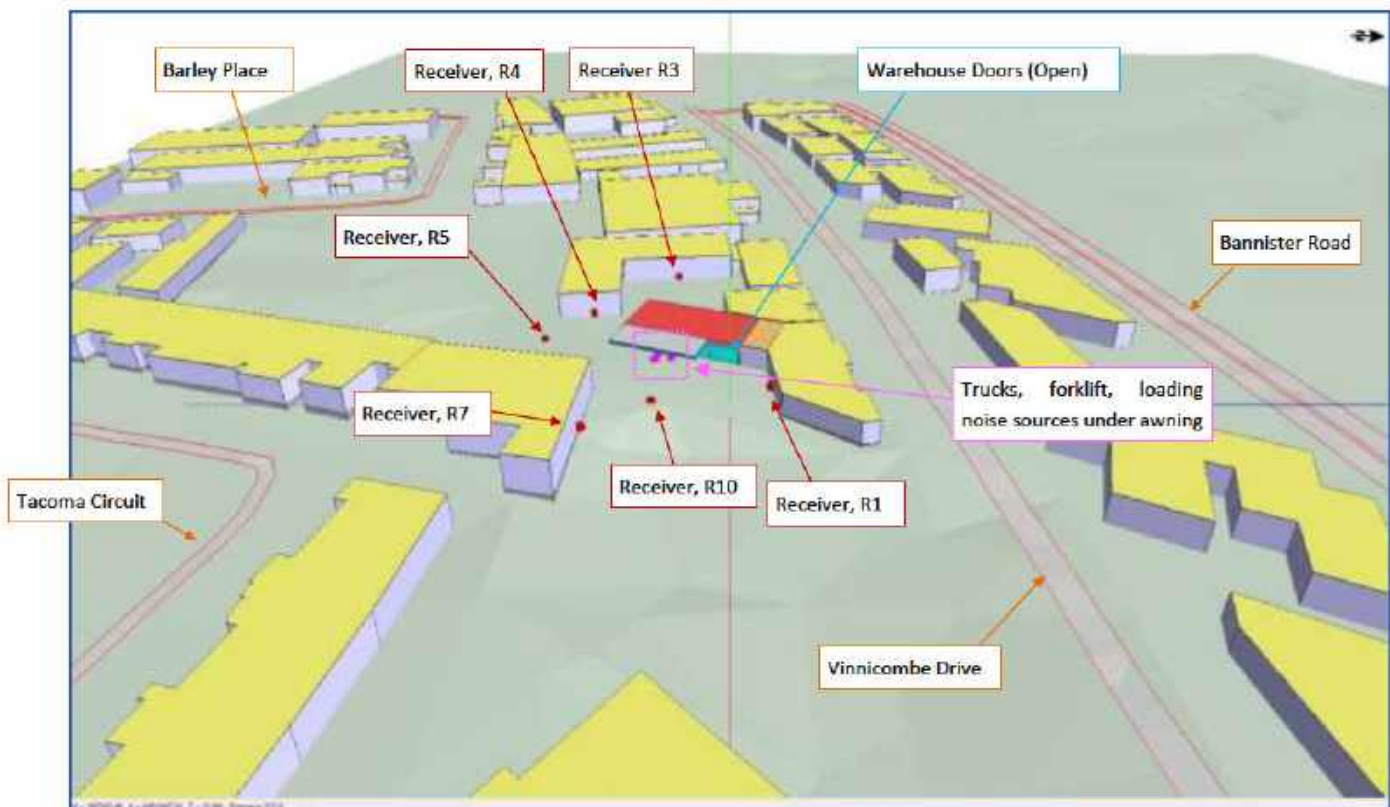 Barley Place
Receiver, R4
Receiver R3
Warehouse Doors (Open)
Receiver, R5
Bannister Road
Trucks, forklift, loading
noise sources under awning
Receiver, R7
Tacoma Circuit
Receiver, R10
Receiver, R1
Vinnicombe Drive